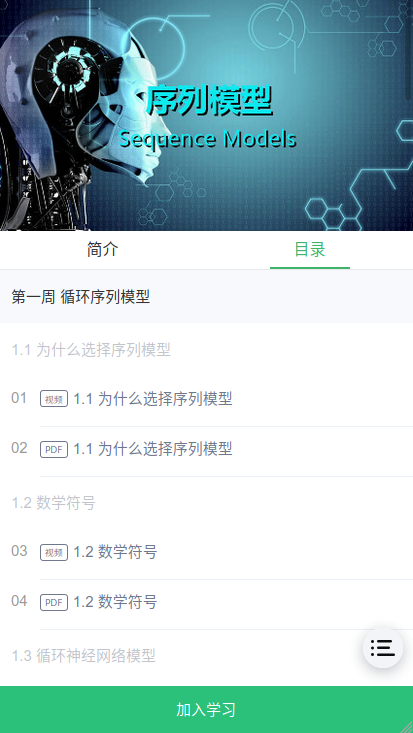 序列模型
Sequence Models
简介 目录
第一周 循环序列模型
1.1 为什么选择序列模型
01 视频 1.1 为什么选择序列模型
02 PDF 1.1 为什么选择序列模型
1.2 数学符号
03 视频 1.2 数学符号
04 PDF 1.2 数学符号
1.3 循环神经网络模型
加入学习